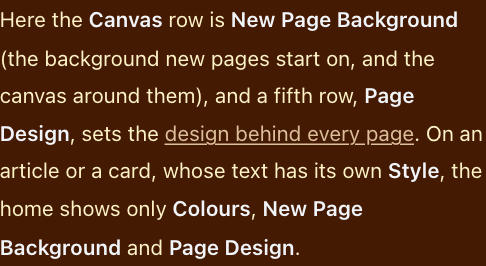 Here the Canvas row is New Page Background
(the background new pages start on, and the
canvas around them), and a fifth row, Page
Design, sets the design behind every page. On an
article or a card, whose text has its own Style, the
home shows only Colours, New Page
Background and Page Design.